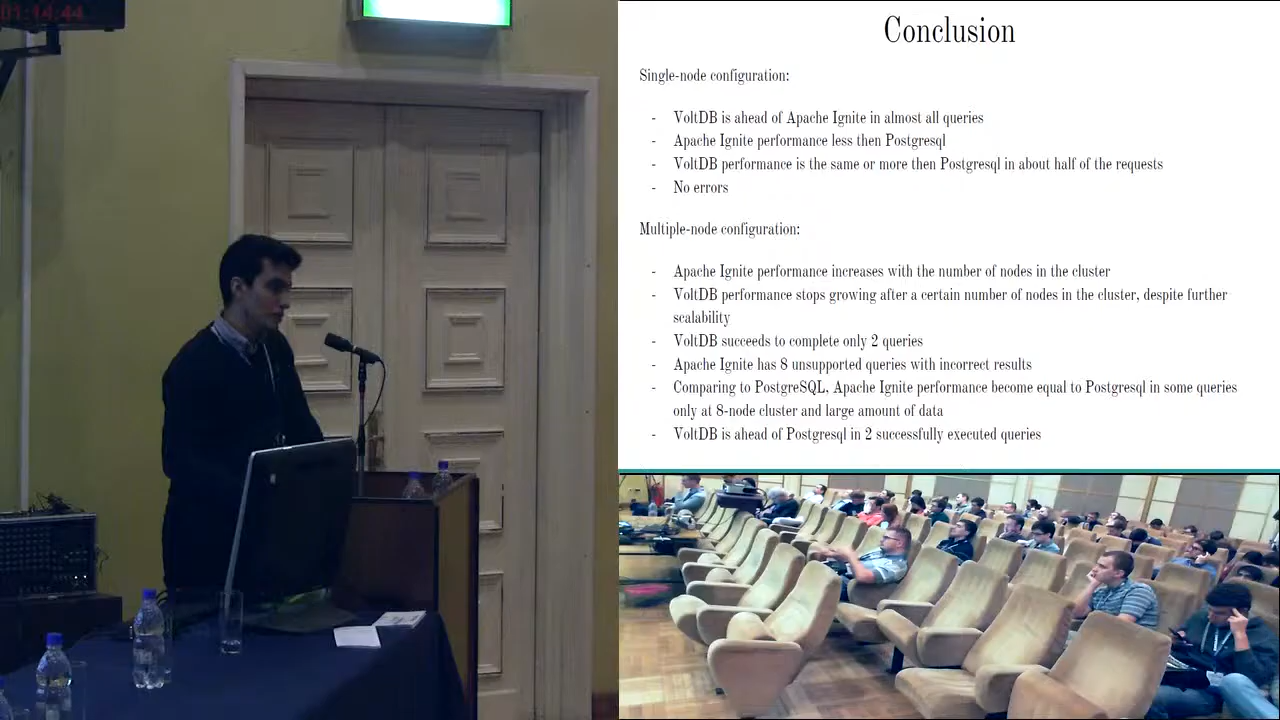 01:14:44
Conclusion
Single-node configuration:
- VoltDB is ahead of Apache Ignite in almost all queries
- Apache Ignite performance less then Postgresql
- VoltDB performance is the same or more then Postgresql in about half of the requests
- No errors
Multiple-node configuration:
- Apache Ignite performance increases with the number of nodes in the cluster
- VoltDB performance stops growing after a certain number of nodes in the cluster, despite further
scalability
- VoltDB succeeds to complete only 2 queries
- Apache Ignite has 8 unsupported queries with incorrect results
- Comparing to PostgreSQL, Apache Ignite performance become equal to Postgresql in some queries
only at 8-node cluster and large amount of data
- VoltDB is ahead of Postgresql in 2 successfully executed queries